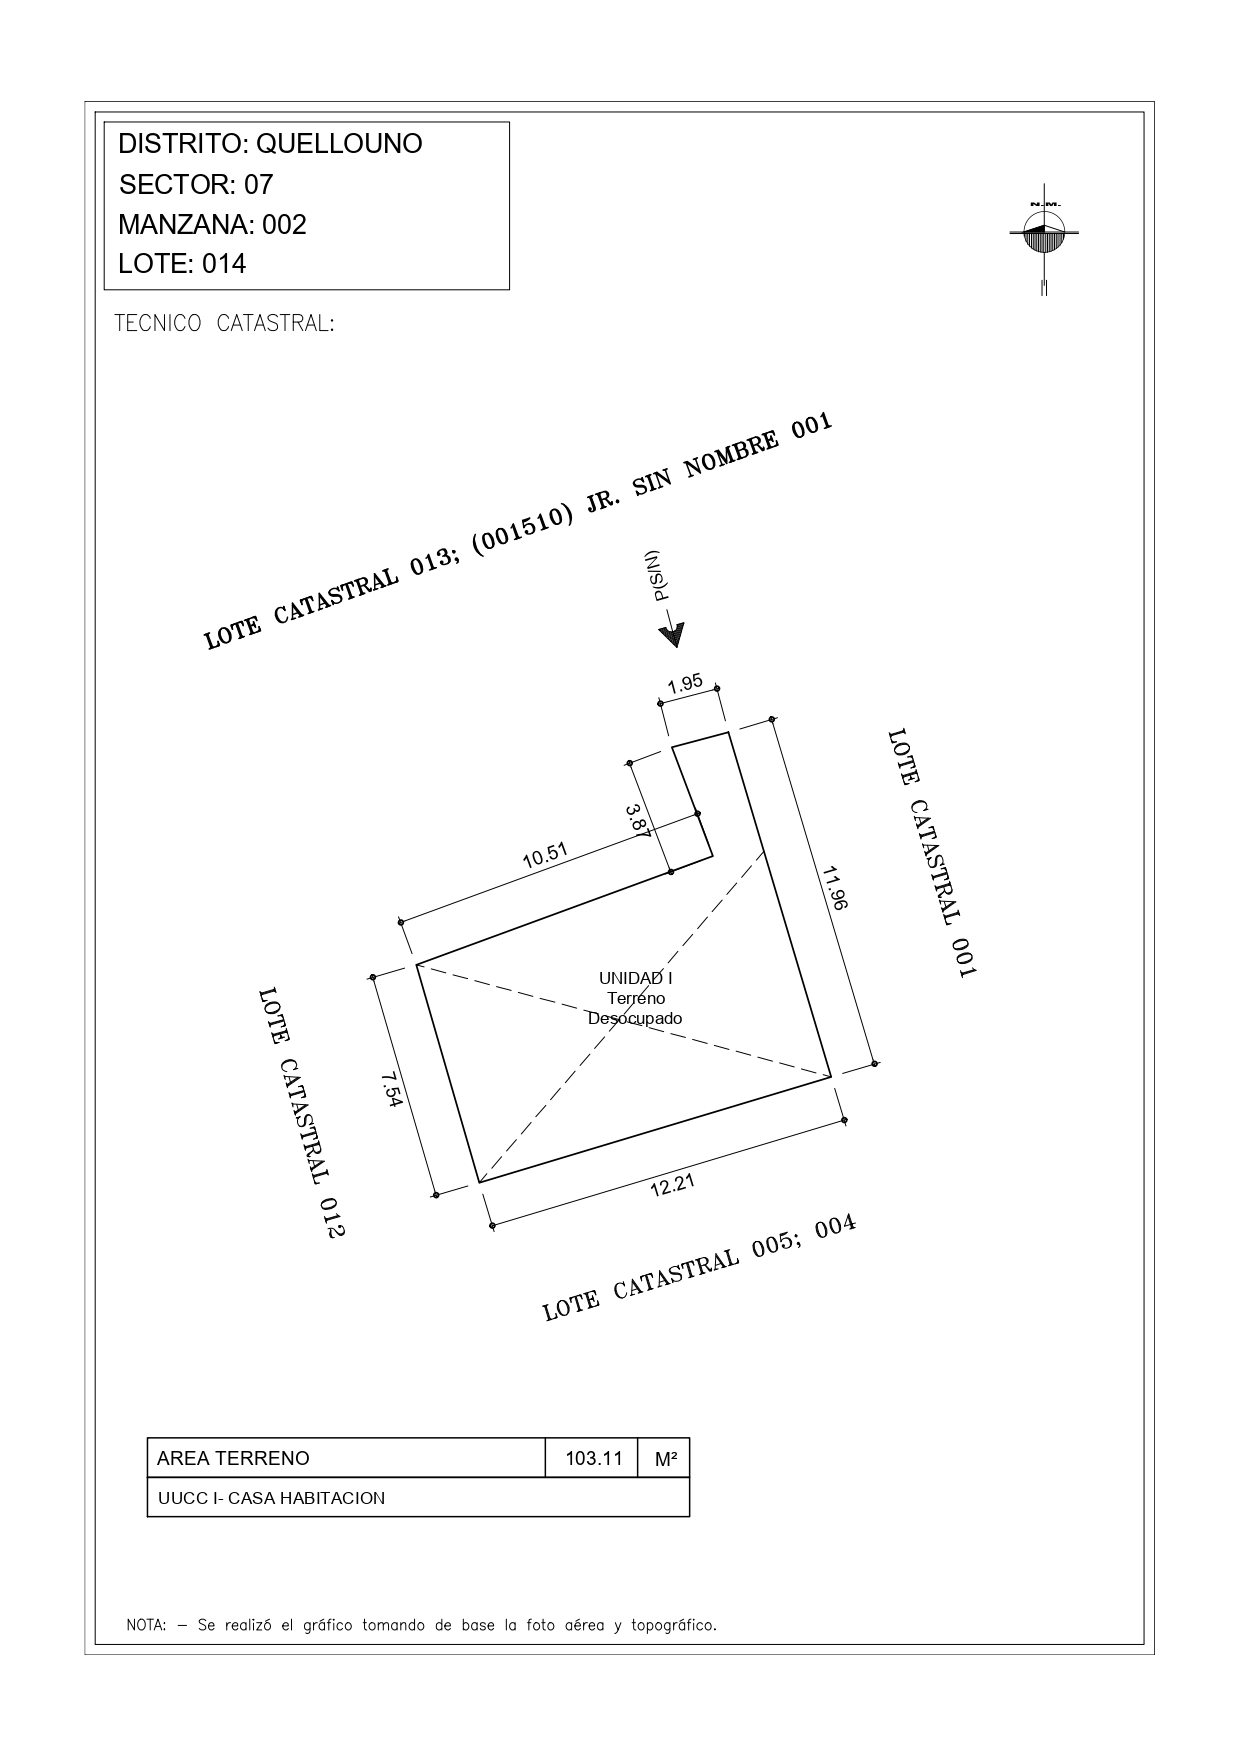 DISTRITO: QUELLOUNO
SECTOR: 07
MANZANA: 002
LOTE: 014
N.M.
TECNICO CATASTRAL:
LOTE CATASTRAL 013; (001510) JR. SIN NOMBRE 001
P(S/N)
1.95
3.87
10.51
11.96
LOTE CATASTRAL 001
UNIDAD I
Terreno
Desocupado
7.54
LOTE CATASTRAL 012
12.21
LOTE CATASTRAL 005; 004
AREA TERRENO 103.11 M²
UUCC I- CASA HABITACION
NOTA: – Se realizó el gráfico tomando de base la foto aérea y topográfico.